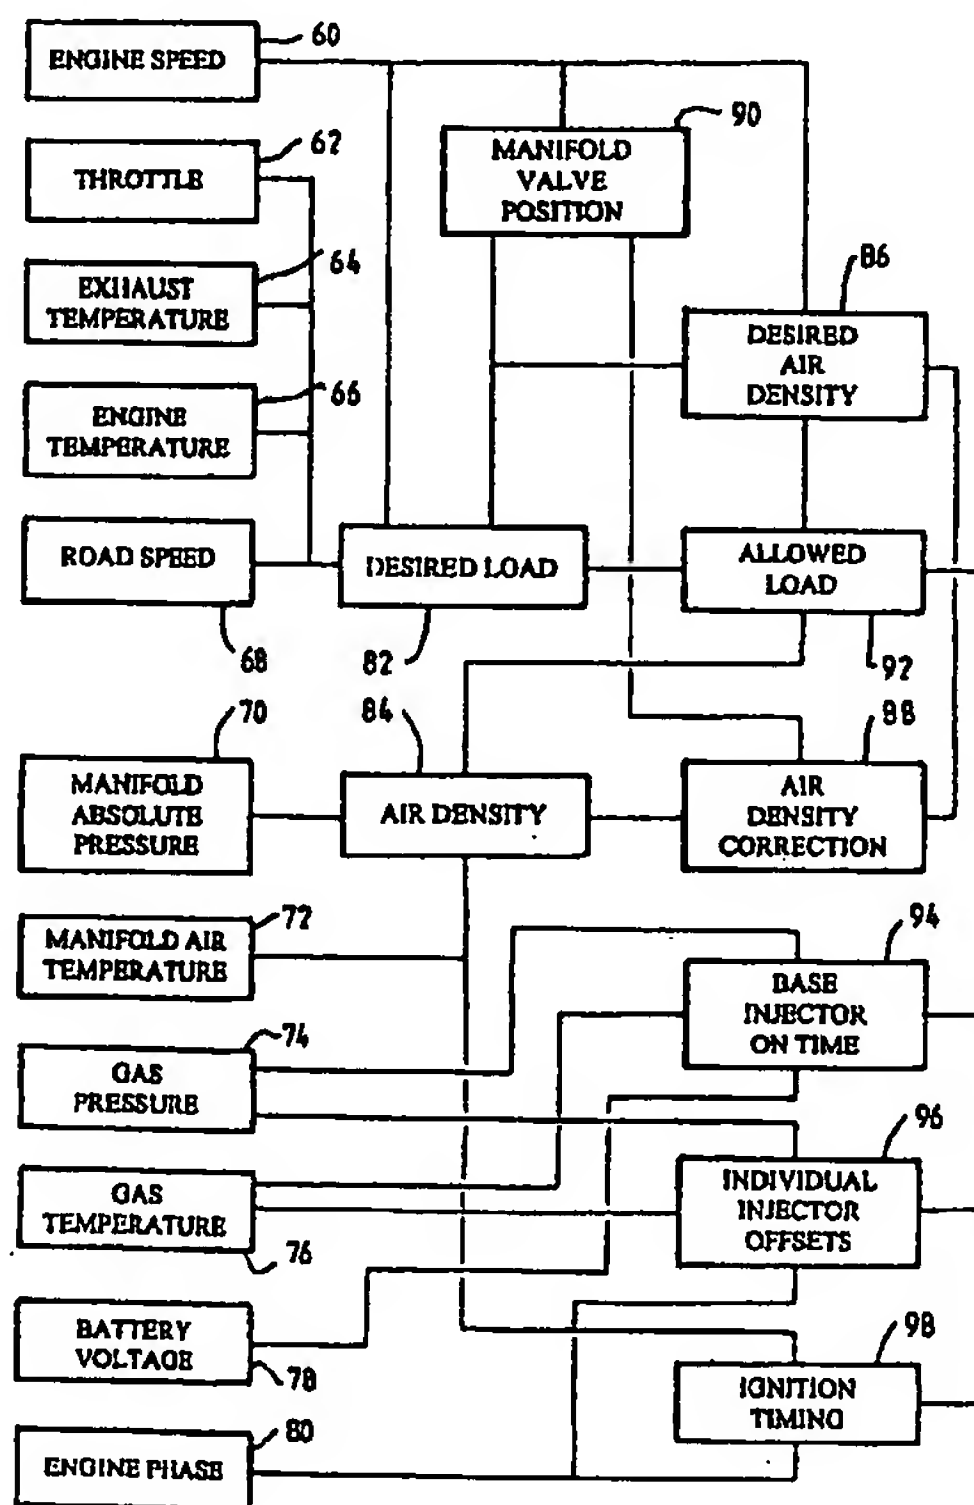 ENGINE SPEED
60
THROTTLE
62
EXHAUST
TEMPERATURE
64
ENGINE
TEMPERATURE
66
ROAD SPEED
68
MANIFOLD
VALVE
POSITION
90
DESIRED
AIR
DENSITY
86
DESIRED LOAD
82
ALLOWED
LOAD
92
MANIFOLD
ABSOLUTE
PRESSURE
70
AIR DENSITY
84
AIR
DENSITY
CORRECTION
88
MANIFOLD AIR
TEMPERATURE
72
GAS
PRESSURE
74
BASE
INJECTOR
ON TIME
94
GAS
TEMPERATURE
76
INDIVIDUAL
INJECTOR
OFFSETS
96
BATTERY
VOLTAGE
78
IGNITION
TIMING
98
ENGINE PHASE
80